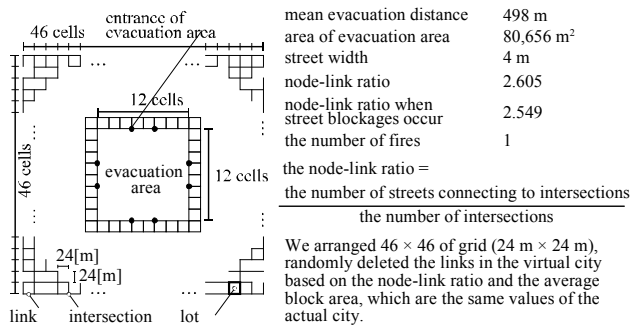 entrance of
evacuation area
46 cells
...
...
12 cells
evacuation
area
12 cells
46 cells
24[m]
24[m]
...
...
link
intersection
lot
mean evacuation distance 498 m
area of evacuation area 80,656 m²
street width 4 m
node-link ratio 2.605
node-link ratio when
street blockages occur 2.549
the number of fires 1
the node-link ratio =
the number of streets connecting to intersections
the number of intersections
We arranged 46 × 46 of grid (24 m × 24 m),
randomly deleted the links in the virtual city
based on the node-link ratio and the average
block area, which are the same values of the
actual city.